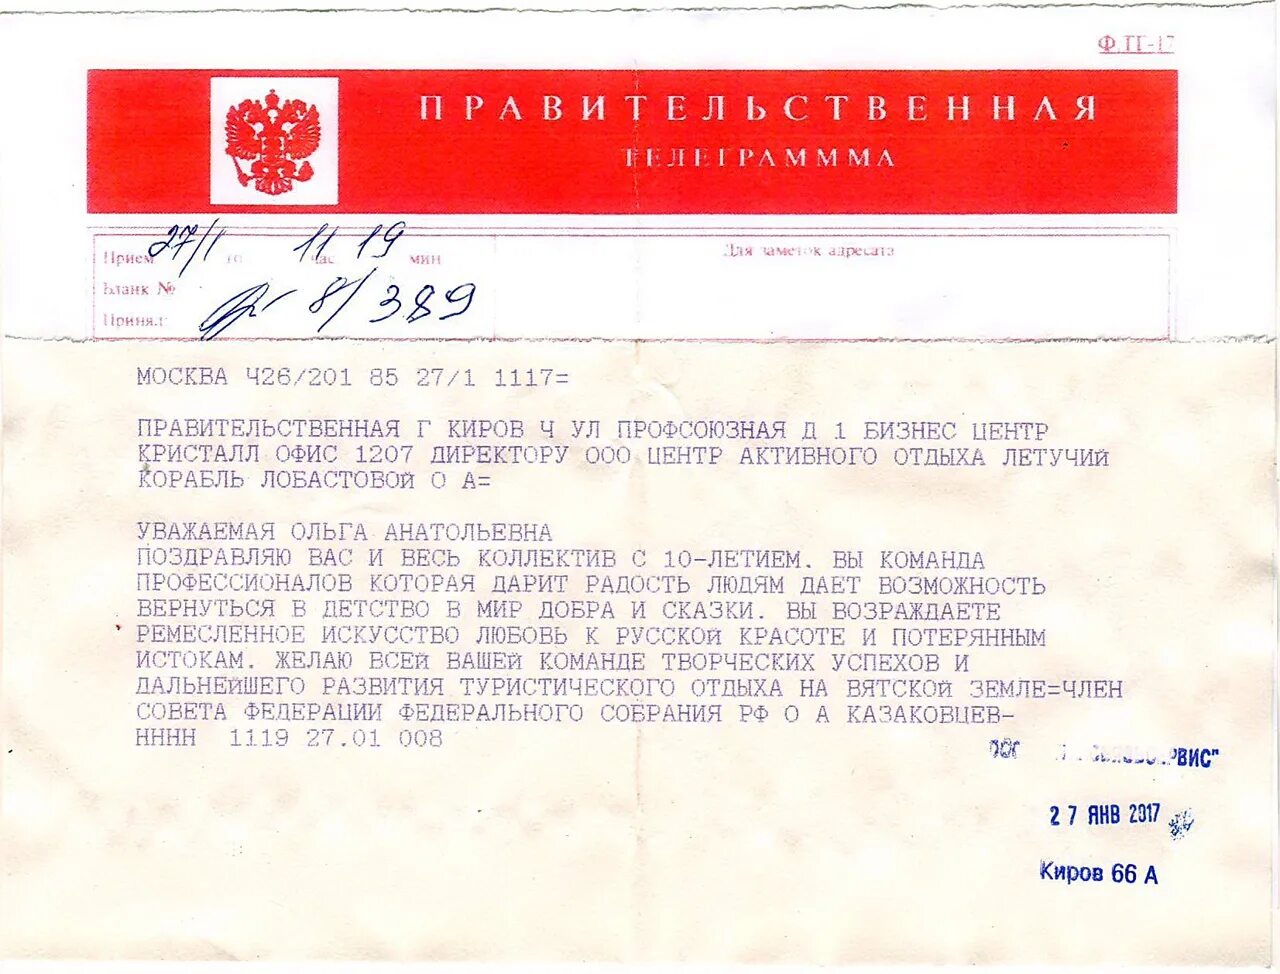 Ф.ТГ-17
ПРАВИТЕЛЬСТВЕННАЯ
ТЕЛЕГРАМММА
Прием 27/1 го 11 час 19 мин
Для заметок адресата
Бланк № 8/389
Принял:
МОСКВА Ч26/201 85 27/1 1117=
ПРАВИТЕЛЬСТВЕННАЯ Г КИРОВ Ч УЛ ПРОФСОЮЗНАЯ Д 1 БИЗНЕС ЦЕНТР
КРИСТАЛЛ ОФИС 1207 ДИРЕКТОРУ ООО ЦЕНТР АКТИВНОГО ОТДЫХА ЛЕТУЧИЙ
КОРАБЛЬ ЛОБАСТОВОЙ О А=
УВАЖАЕМАЯ ОЛЬГА АНАТОЛЬЕВНА
ПОЗДРАВЛЯЮ ВАС И ВЕСЬ КОЛЛЕКТИВ С 10-ЛЕТИЕМ. ВЫ КОМАНДА
ПРОФЕССИОНАЛОВ КОТОРАЯ ДАРИТ РАДОСТЬ ЛЮДЯМ ДАЕТ ВОЗМОЖНОСТЬ
ВЕРНУТЬСЯ В ДЕТСТВО В МИР ДОБРА И СКАЗКИ. ВЫ ВОЗРАЖДАЕТЕ
РЕМЕСЛЕННОЕ ИСКУССТВО ЛЮБОВЬ К РУССКОЙ КРАСОТЕ И ПОТЕРЯННЫМ
ИСТОКАМ. ЖЕЛАЮ ВСЕЙ ВАШЕЙ КОМАНДЕ ТВОРЧЕСКИХ УСПЕХОВ И
ДАЛЬНЕЙШЕГО РАЗВИТИЯ ТУРИСТИЧЕСКОГО ОТДЫХА НА ВЯТСКОЙ ЗЕМЛЕ=ЧЛЕН
СОВЕТА ФЕДЕРАЦИИ ФЕДЕРАЛЬНОГО СОБРАНИЯ РФ О А КАЗАКОВЦЕВ-
НННН 1119 27.01 008
27 ЯНВ 2017
Киров 66 А